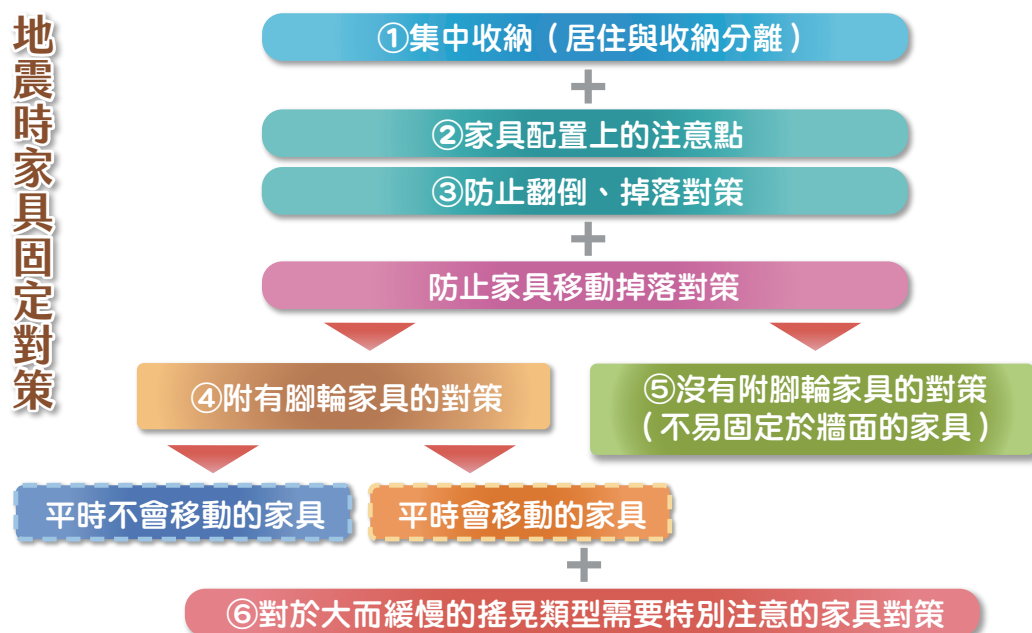 地震時家具固定對策
①集中收納（居住與收納分離）
+
②家具配置上的注意點
③防止翻倒、掉落對策
+
防止家具移動掉落對策
④附有腳輪家具的對策
⑤沒有附腳輪家具的對策
（不易固定於牆面的家具）
平時不會移動的家具
平時會移動的家具
+
⑥對於大而緩慢的搖晃類型需要特別注意的家具對策